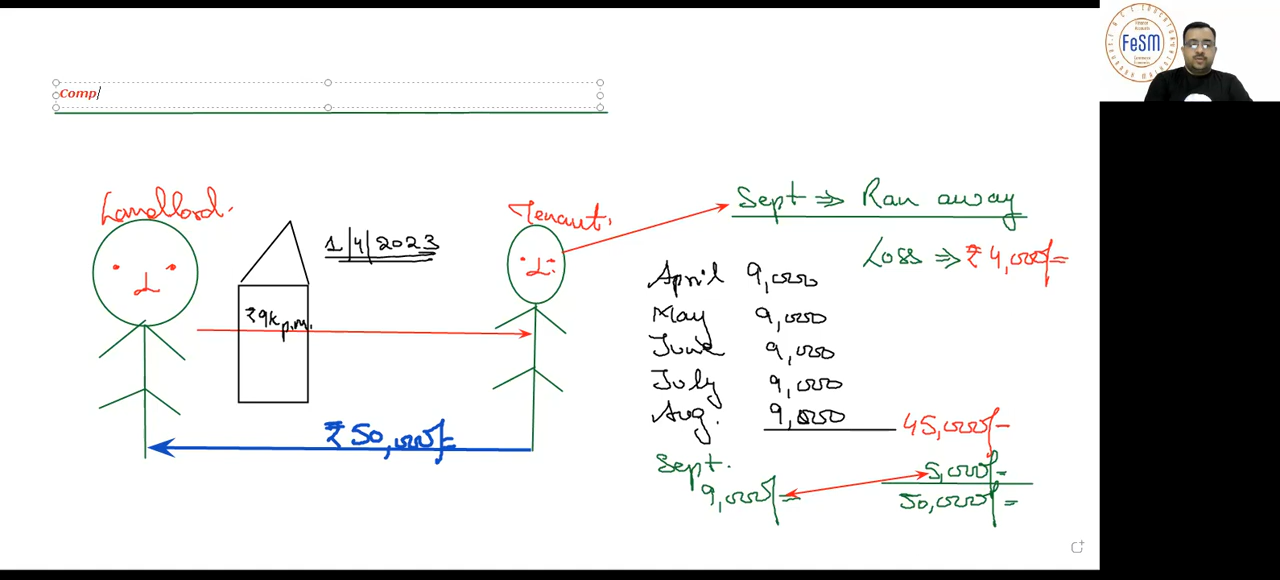 Comp
FeSM
Landlord.
Tenant.
Sept ⇒ Ran away
Loss ⇒ ₹4,000/-
1/4/2023
₹9k p.m.
₹50,000/-
April 9,000
May 9,000
June 9,000
July 9,000
Aug. 9,000
45,000/-
Sept.
9,000/-
5,000/-
50,000/-